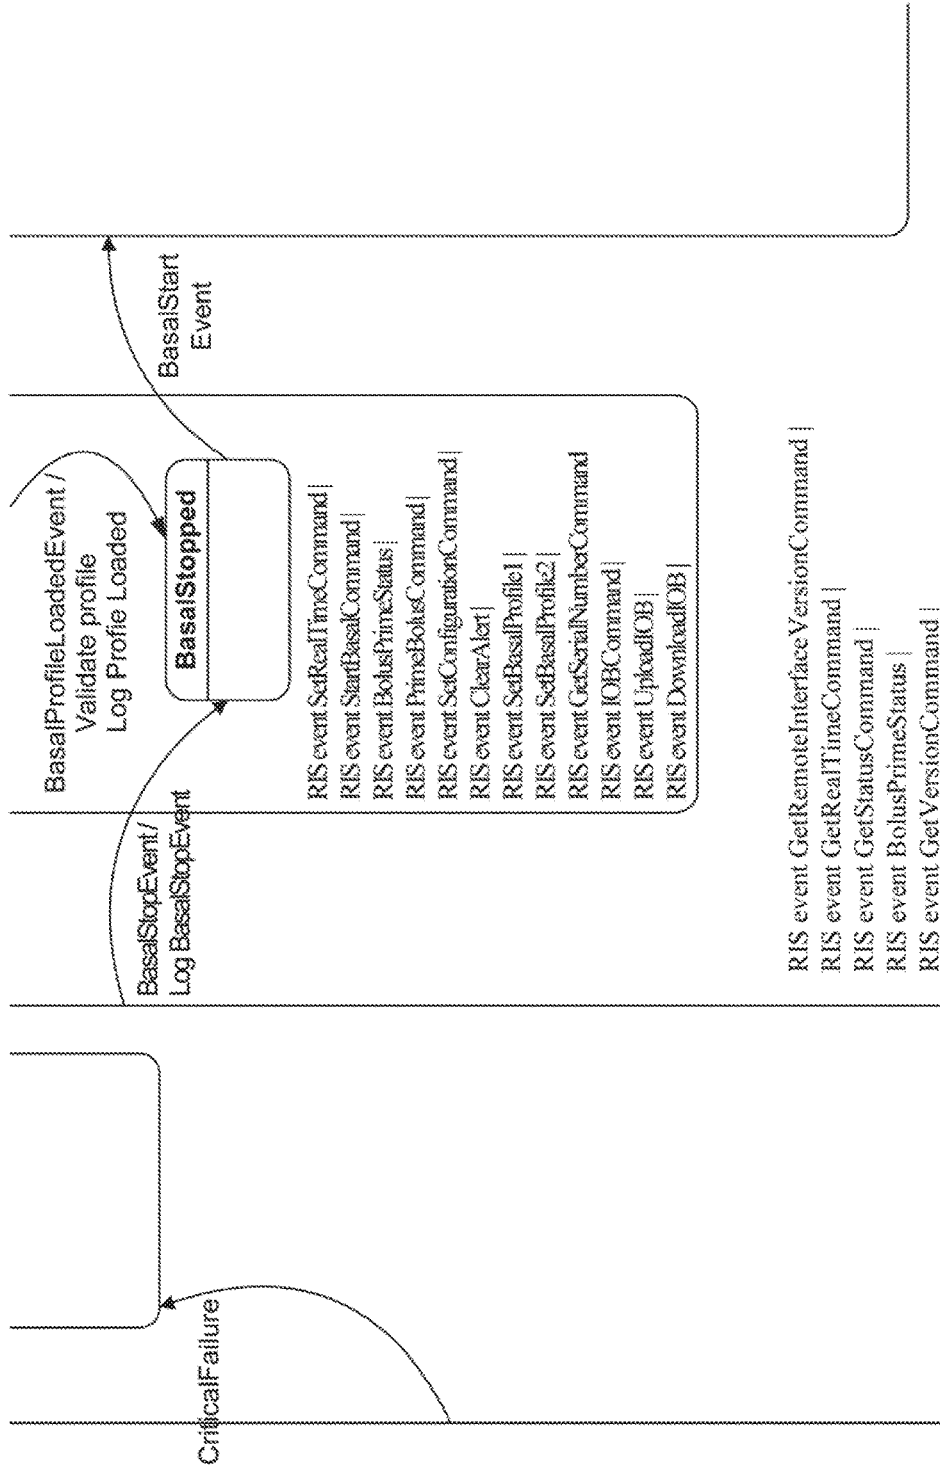 BasalProfileLoadedEvent /
Validate profile
Log Profie Loaded
BasalStopped
BasalStart
Event
BasalStopEvent /
Log BasalStopEvent
RIS event SetRealTimeCommand |
RIS event StartBasalCommand |
RIS event BolusPrimeStatus |
RIS event PrimeBolusCommand |
RIS event SetConfigurationCommand |
RIS event ClearAlert |
RIS event SetBasalProfile1 |
RIS event SetBasalProfile2 |
RIS event GetSerialNumberCommand
RIS event IOBCommand |
RIS event UploadIOB |
RIS event DownloadIOB |
CriticalFailure
RIS event GetRemoteInterfaceVersionCommand |
RIS event GetRealTimeCommand |
RIS event GetStatusCommand |
RIS event BolusPrimeStatus |
RIS event GetVersionCommand |